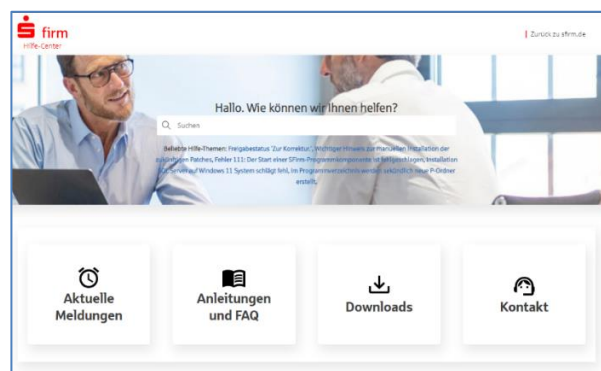 firm
Hilfe-Center
Zurück zu sfirm.de
Hallo. Wie können wir Ihnen helfen?
Suchen
Beliebte Hilfe-Themen: Freigabestatus 'Zur Korrektur', Wichtiger Hinweis zur manuellen Installation der
zukünftigen Patches, Fehler 111: Der Start einer SFirm-Programmkomponente ist fehlgeschlagen, Installation
SQL Server auf Windows 11 System schlägt fehl, Im Programmverzeichnis werden sekündlich neue P-Ordner
erstellt,
Aktuelle
Meldungen
Anleitungen
und FAQ
Downloads
Kontakt